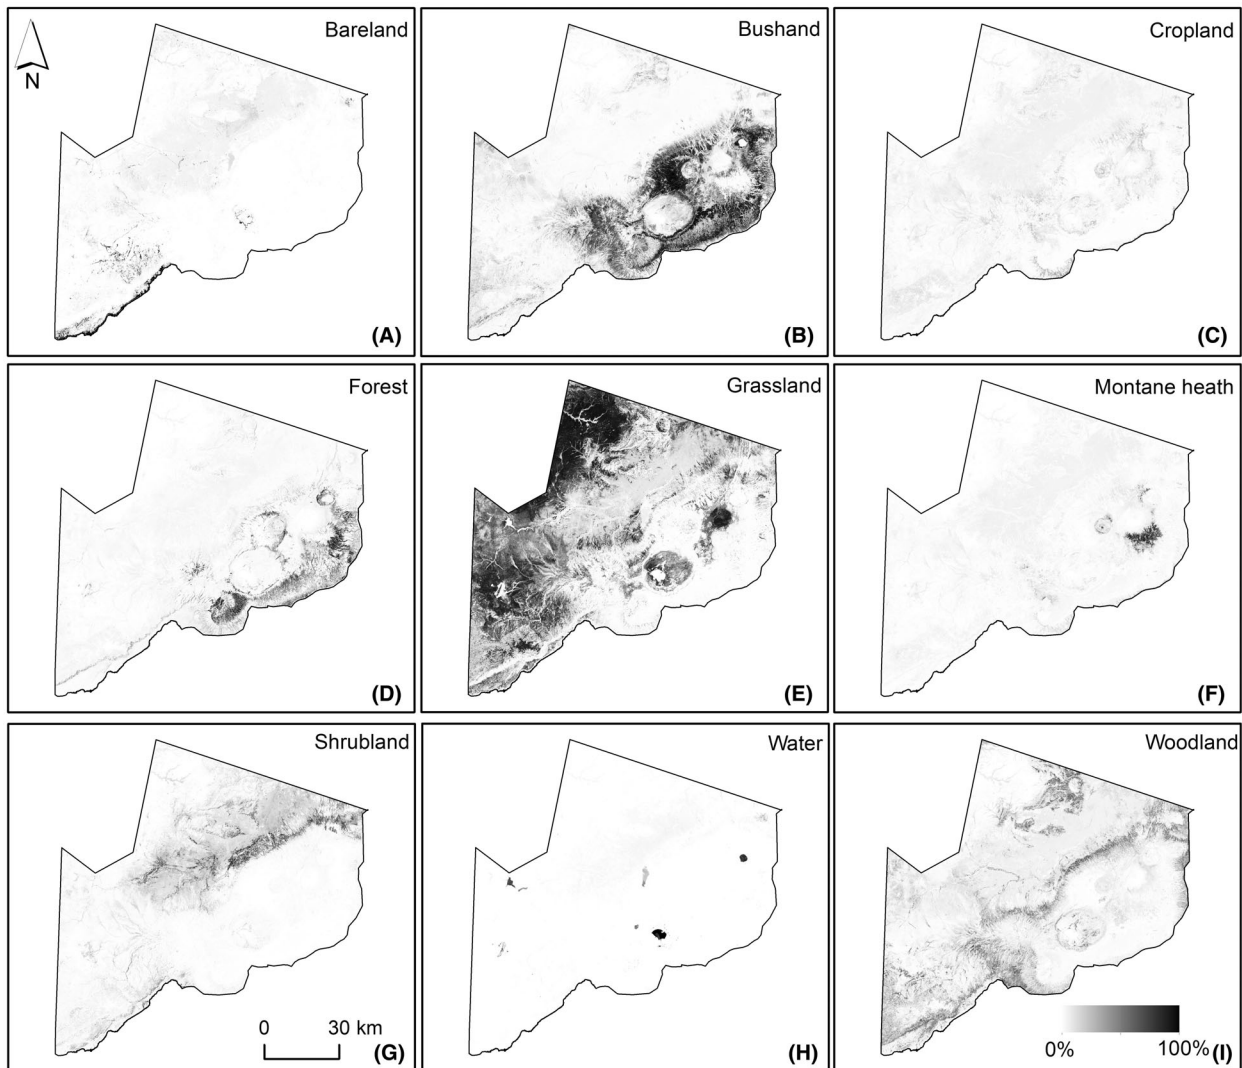 Bareland
N
(A)
Bushand
(B)
Cropland
(C)
Forest
(D)
Grassland
(E)
Montane heath
(F)
Shrubland
0 30 km
(G)
Water
(H)
Woodland
0% 100%
(I)